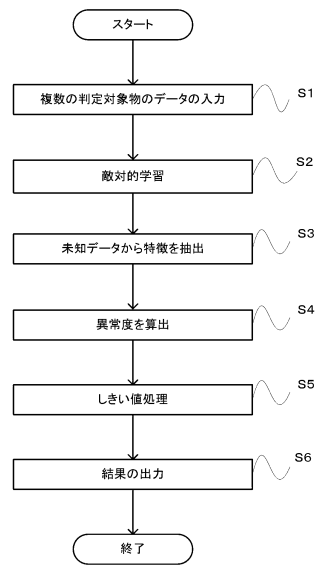 スタート
複数の判定対象物のデータの入力
S1
敵対的学習
S2
未知データから特徴を抽出
S3
異常度を算出
S4
しきい値処理
S5
結果の出力
S6
終了